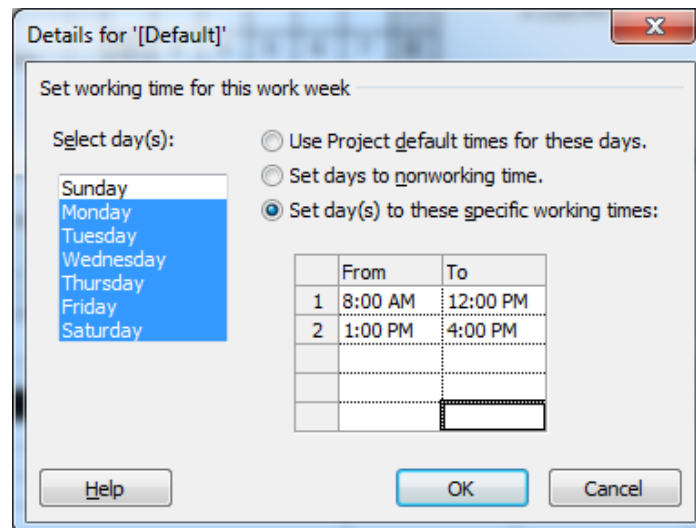 Details for '[Default]'
X
Set working time for this work week
Select day(s):
Use Project default times for these days.
Set days to nonworking time.
Set day(s) to these specific working times:
Sunday
Monday
Tuesday
Wednesday
Thursday
Friday
Saturday
From To
1 8:00 AM 12:00 PM
2 1:00 PM 4:00 PM
Help OK Cancel